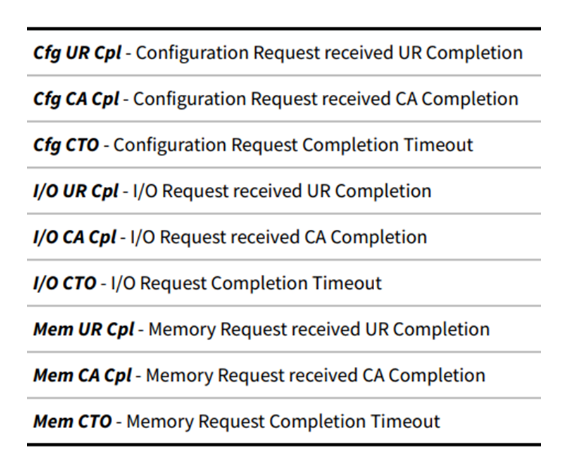 Cfg UR Cpl - Configuration Request received UR Completion
Cfg CA Cpl - Configuration Request received CA Completion
Cfg CTO - Configuration Request Completion Timeout
I/O UR Cpl - I/O Request received UR Completion
I/O CA Cpl - I/O Request received CA Completion
I/O CTO - I/O Request Completion Timeout
Mem UR Cpl - Memory Request received UR Completion
Mem CA Cpl - Memory Request received CA Completion
Mem CTO - Memory Request Completion Timeout